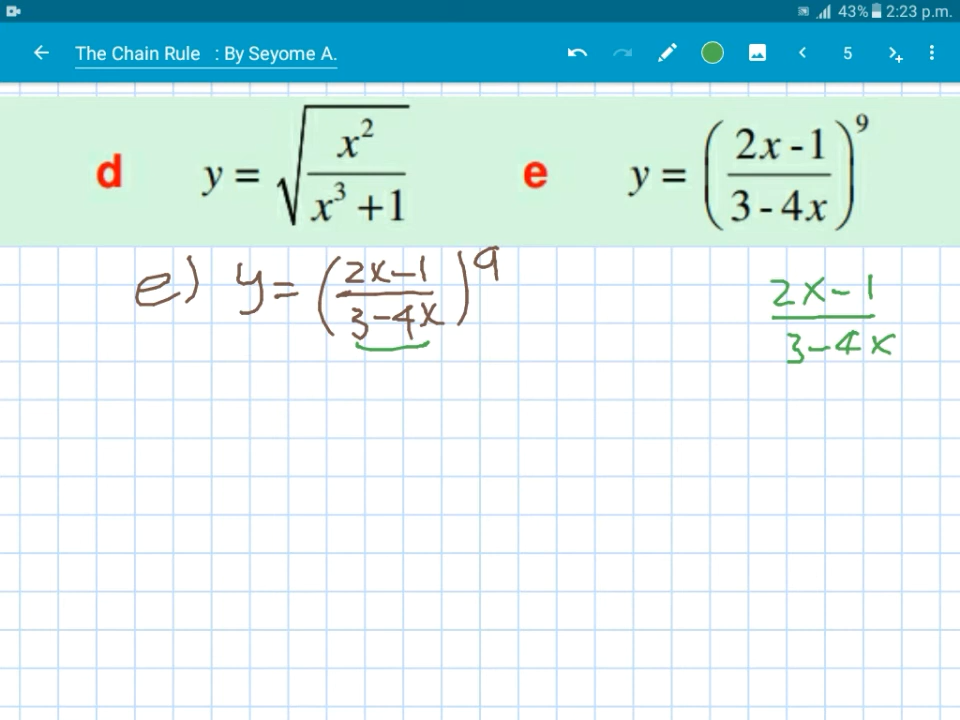 43% 2:23 p.m.
The Chain Rule : By Seyome A. 5
d y = √(x²/(x³ + 1)) e y = ((2x - 1)/(3 - 4x))⁹
e) y = ((2x - 1)/(3 - 4x))⁹ (2x - 1)/(3 - 4x)